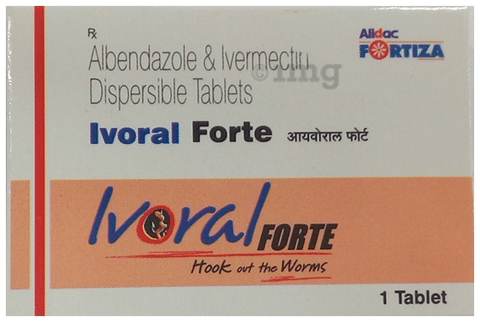 Rx
Alidac
FORTIZA
Albendazole & Ivermectin
Dispersible Tablets
1mg
Ivoral Forte आयवोराल फोर्ट
Ivoral FORTE
Hook out the Worms
1 Tablet